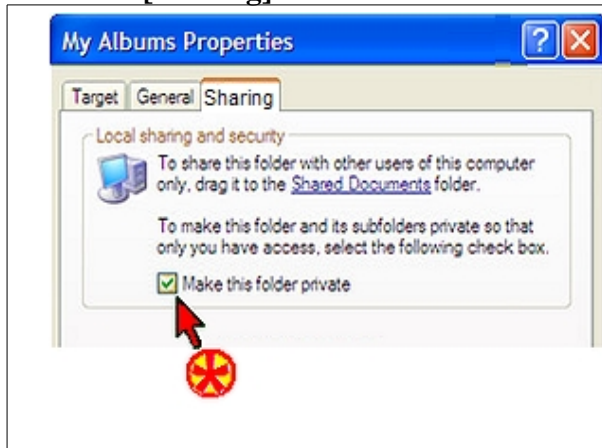 My Albums Properties
Target General Sharing
Local sharing and security
To share this folder with other users of this computer
only, drag it to the Shared Documents folder.
To make this folder and its subfolders private so that
only you have access, select the following check box.
Make this folder private